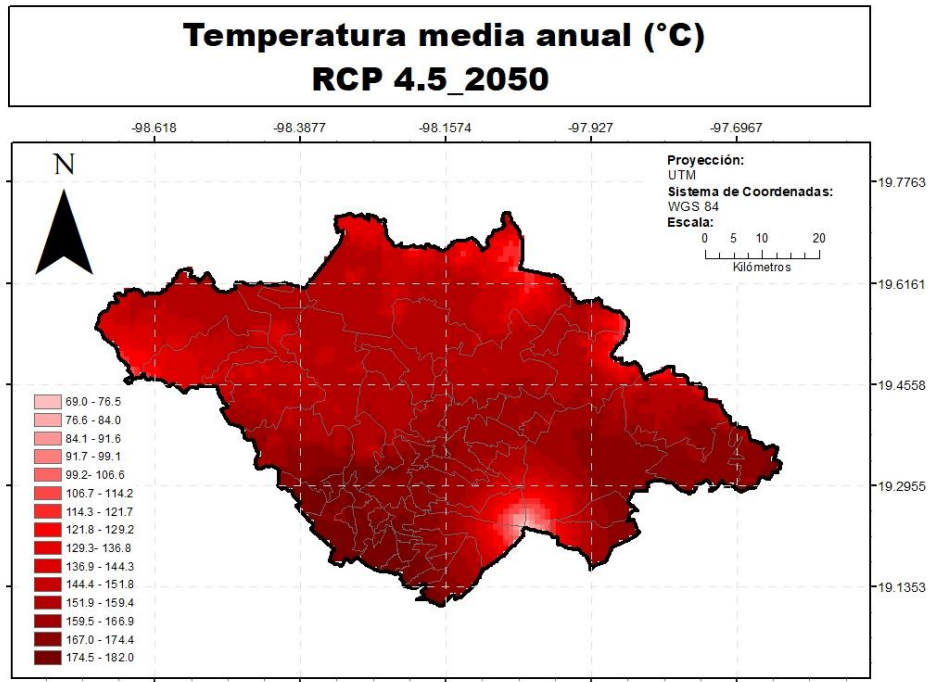 Temperatura media anual (°C)
RCP 4.5_2050
-98.618 -98.3877 -98.1574 -97.927 -97.6967
N
Proyección:
UTM
Sistema de Coordenadas:
WGS 84
Escala:
0 5 10 20
Kilómetros
19.7763
19.6161
19.4558
19.2955
19.1353
69.0 - 76.5
76.6 - 84.0
84.1 - 91.6
91.7 - 99.1
99.2- 106.6
106.7 - 114.2
114.3 - 121.7
121.8 - 129.2
129.3- 136.8
136.9 - 144.3
144.4 - 151.8
151.9 - 159.4
159.5 - 166.9
167.0 - 174.4
174.5 - 182.0